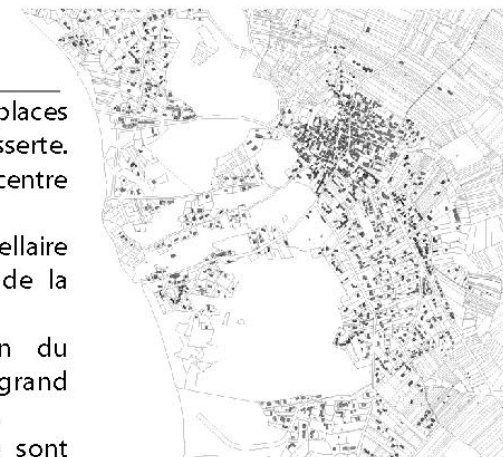 places
sserte.
centre
ellaire
de la
n du
grand
sont